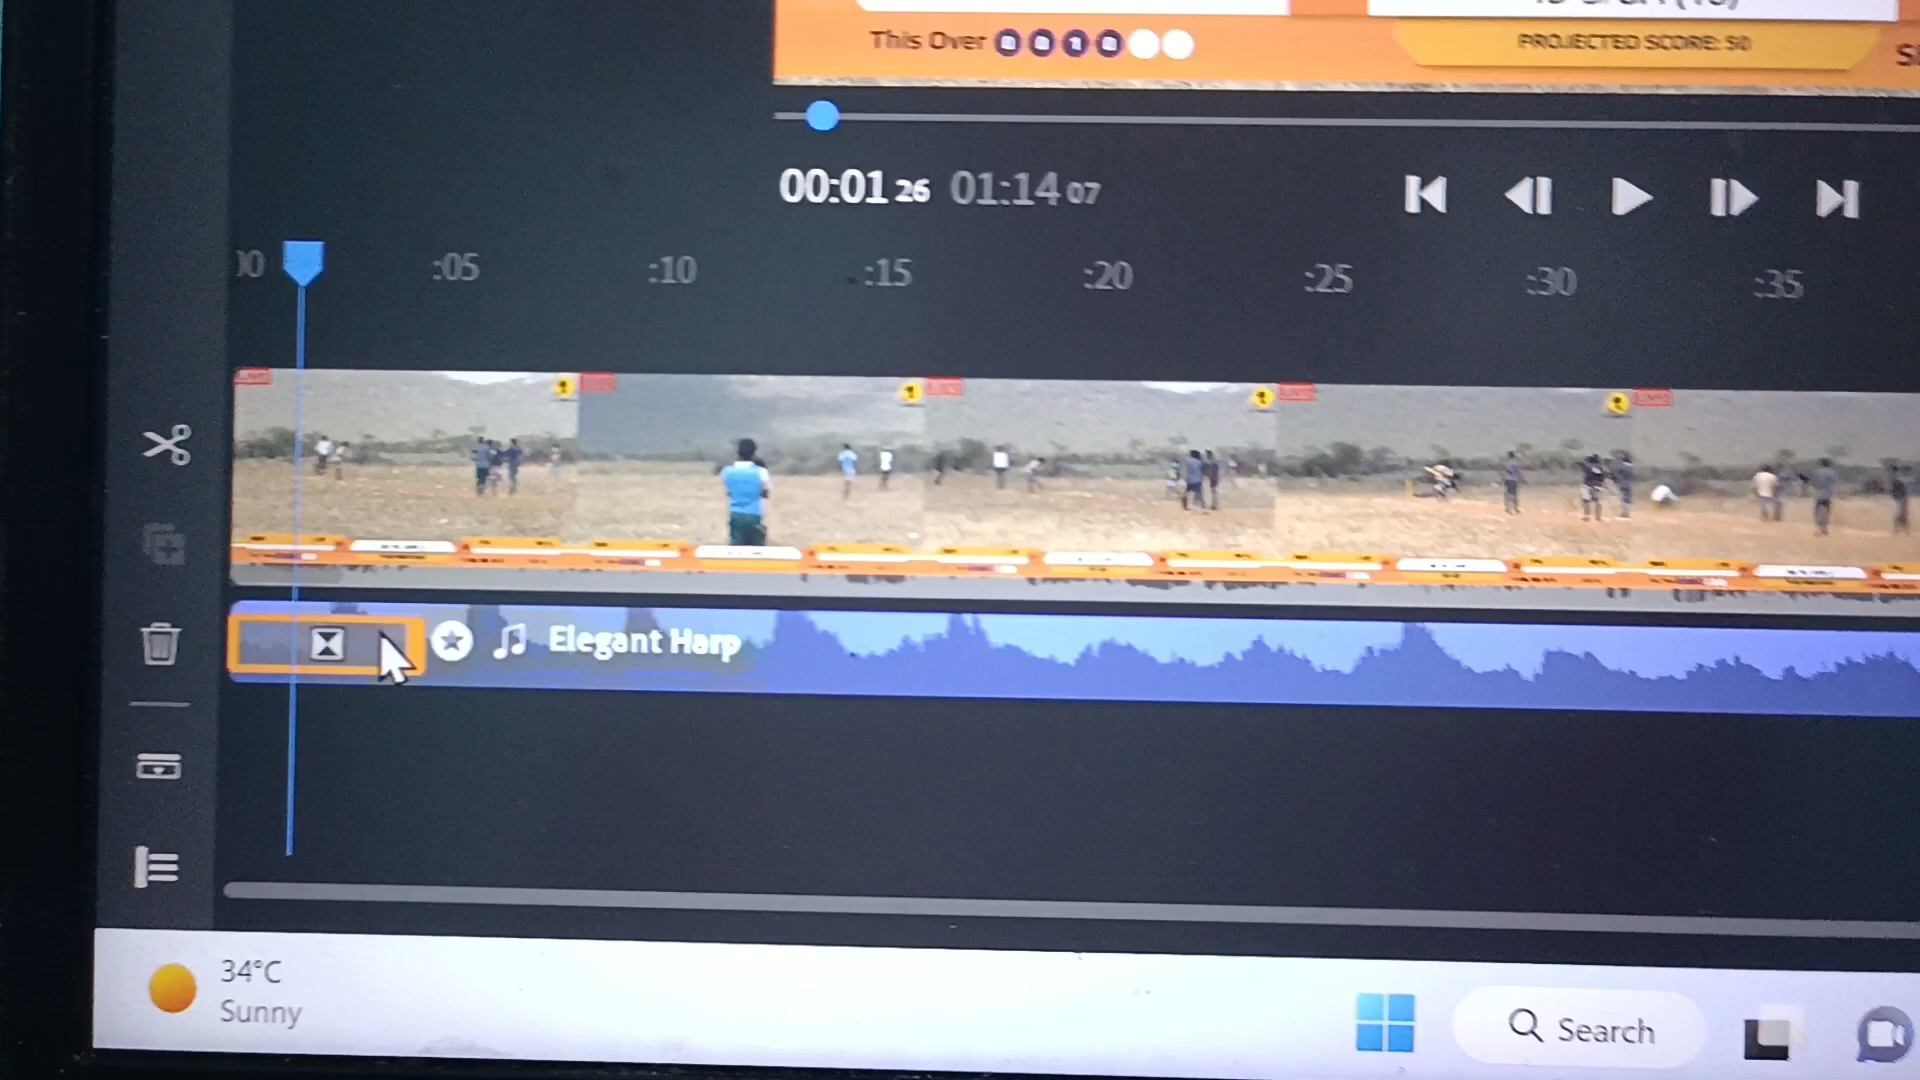 This Over
PROJECTED SCORE: 50
00:01 26 01:14 07
:05 :10 :15 :20 :25 :30 :35
Elegant Harp
34°C
Sunny
Search